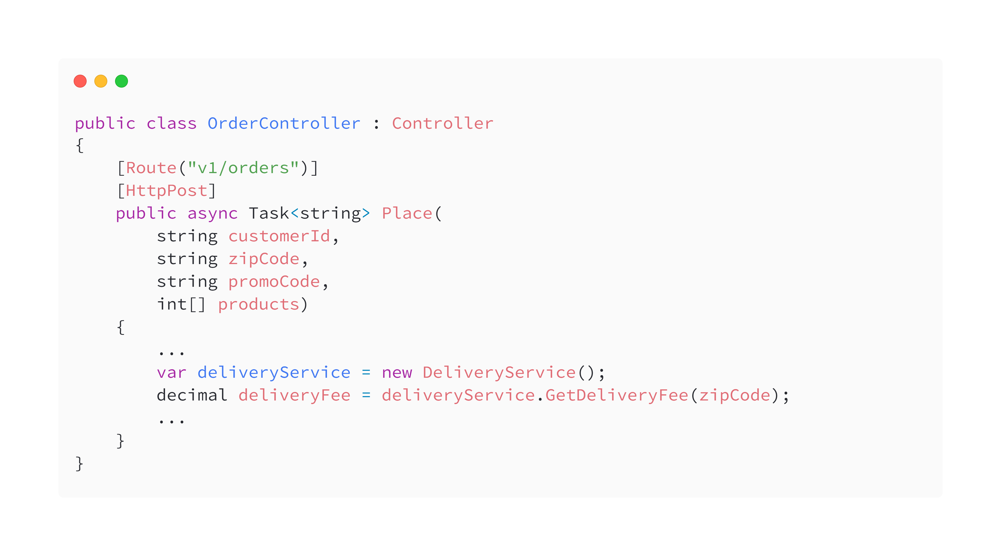 public class OrderController : Controller
{
    [Route("v1/orders")]
    [HttpPost]
    public async Task<string> Place(
        string customerId,
        string zipCode,
        string promoCode,
        int[] products)
    {
        ...
        var deliveryService = new DeliveryService();
        decimal deliveryFee = deliveryService.GetDeliveryFee(zipCode);
        ...
    }
}